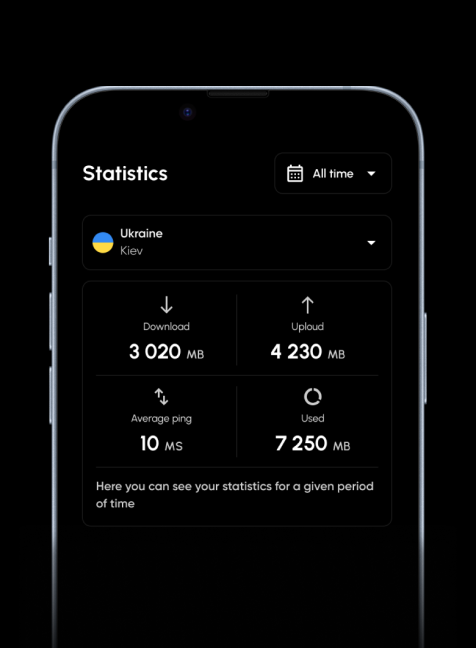 Statistics
All time
Ukraine
Kiev
Download
Uploud
3 020 MB
4 230 MB
Average ping
Used
10 MS
7 250 MB
Here you can see your statistics for a given period
of time